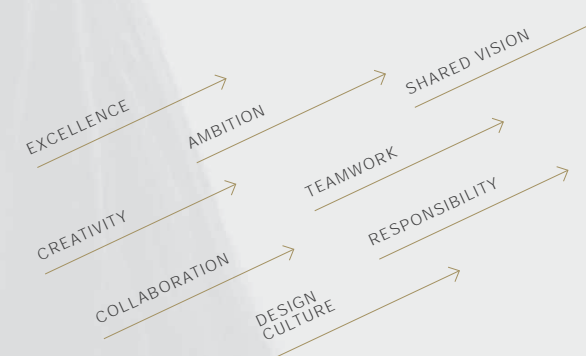 SHARED VISION
EXCELLENCE
AMBITION
TEAMWORK
CREATIVITY
RESPONSIBILITY
COLLABORATION
DESIGN
CULTURE